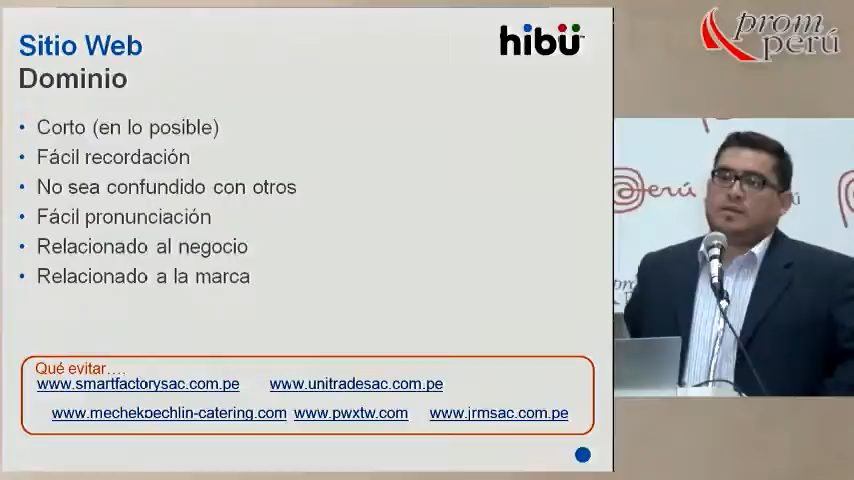 Sitio Web
Dominio
hibü
prom
perú
• Corto (en lo posible)
• Fácil recordación
• No sea confundido con otros
• Fácil pronunciación
• Relacionado al negocio
• Relacionado a la marca
Perú
Qué evitar….
www.smartfactorysac.com.pe www.unitradesac.com.pe
www.mechekoechlin-catering.com www.pwxtw.com www.jrmsac.com.pe